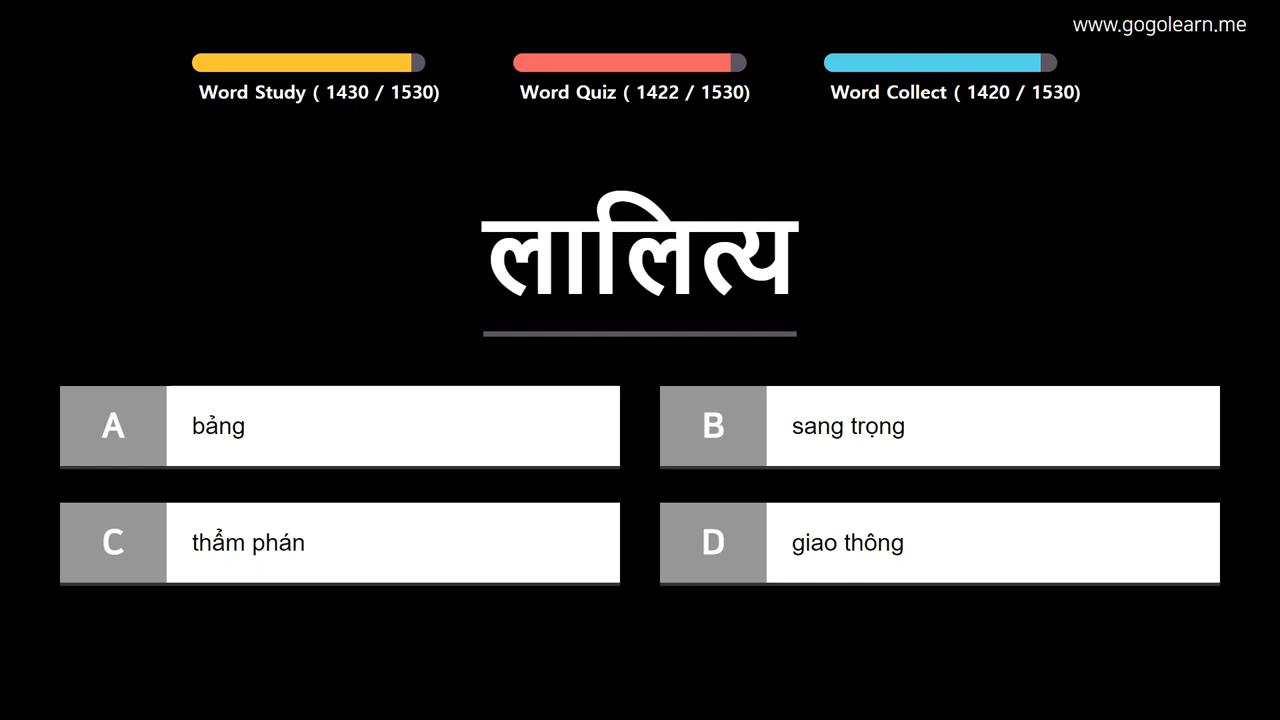 www.gogolearn.me
Word Study ( 1430 / 1530)
Word Quiz ( 1422 / 1530)
Word Collect ( 1420 / 1530)
लालित्य
A bảng
B sang trọng
C thẩm phán
D giao thông